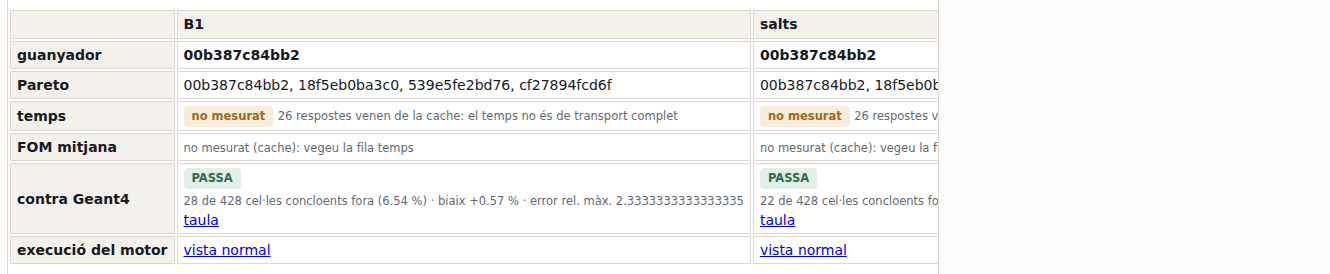 B1 salts
guanyador 00b387c84bb2 00b387c84bb2
Pareto 00b387c84bb2, 18f5eb0ba3c0, 539e5fe2bd76, cf27894fcd6f 00b387c84bb2, 18f5eb0b
temps no mesurat 26 respostes venen de la cache: el temps no és de transport complet no mesurat 26 respostes v
FOM mitjana no mesurat (cache): vegeu la fila temps no mesurat (cache): vegeu la f
contra Geant4 PASSA PASSA
28 de 428 cel·les concloents fora (6.54 %) · biaix +0.57 % · error rel. màx. 2.3333333333333335 22 de 428 cel·les concloents fo
taula taula
execució del motor vista normal vista normal